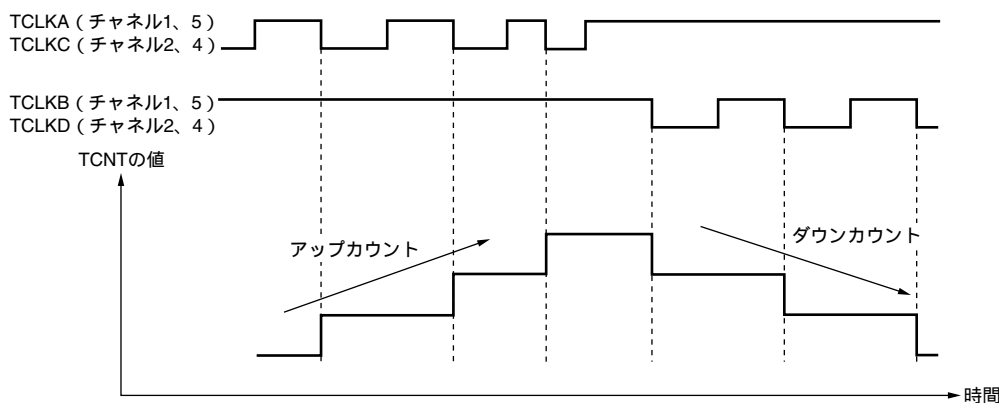 TCLKA（チャネル1、5）
TCLKC（チャネル2、4）
TCLKB（チャネル1、5）
TCLKD（チャネル2、4）
TCNTの値
アップカウント
ダウンカウント
時間